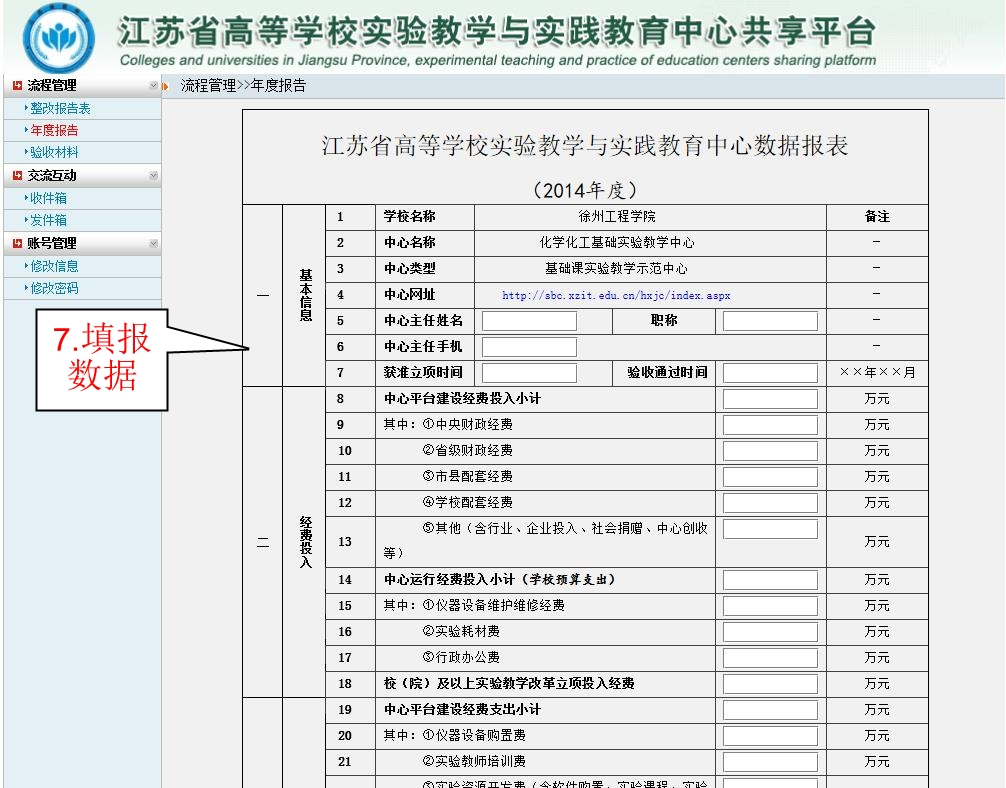 江苏省高等学校实验教学与实践教育中心共享平台
Colleges and universities in Jiangsu Province, experimental teaching and practice of education centers sharing platform
流程管理
整改报告表
年度报告
验收材料
交流互动
收件箱
发件箱
账号管理
修改信息
修改密码
7.填报
数据
流程管理>>年度报告
江苏省高等学校实验教学与实践教育中心数据报表
（2014年度）
一
基本信息
1 学校名称 徐州工程学院 备注
2 中心名称 化学化工基础实验教学中心 －
3 中心类型 基础课实验教学示范中心 －
4 中心网址 http://sbc.xzit.edu.cn/hxjc/index.aspx －
5 中心主任姓名 职称 －
6 中心主任手机 －
7 获准立项时间 验收通过时间 ××年××月
二
经费投入
8 中心平台建设经费投入小计 万元
9 其中：①中央财政经费 万元
10 ②省级财政经费 万元
11 ③市县配套经费 万元
12 ④学校配套经费 万元
13 ⑤其他（含行业、企业投入、社会捐赠、中心创收
等） 万元
14 中心运行经费投入小计（学校预算支出） 万元
15 其中：①仪器设备维护维修经费 万元
16 ②实验耗材费 万元
17 ③行政办公费 万元
18 校（院）及以上实验教学改革立项投入经费 万元
19 中心平台建设经费支出小计 万元
20 其中：①仪器设备购置费 万元
21 ②实验教师培训费 万元
③实验资源开发费（含软件购置、实验课程、实验